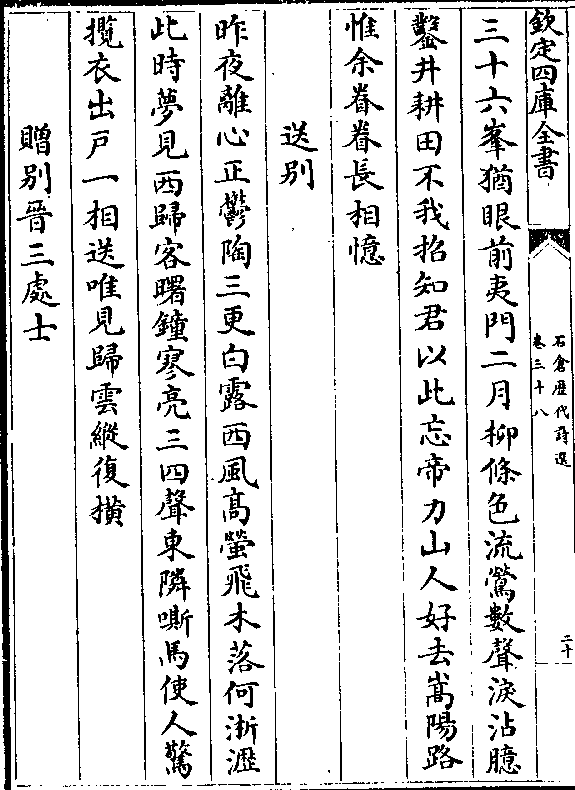 欽定四庫全書
石倉歴代詩選
卷三十八
二十
三十六峯猶眼前夷門二月栁條色流鶯數聲淚沾臆
鑿井耕田不我招知君以此忘帝力山人好去嵩陽路
惟余眷眷長相憶
送别
昨夜離心正鬱陶三更白露西風髙螢飛木落何淅瀝
此時夢見西歸客曙鐘寥亮三四聲東隣嘶馬使人驚
攬衣出戸一相送唯見歸雲縱復横
贈别晉三處士